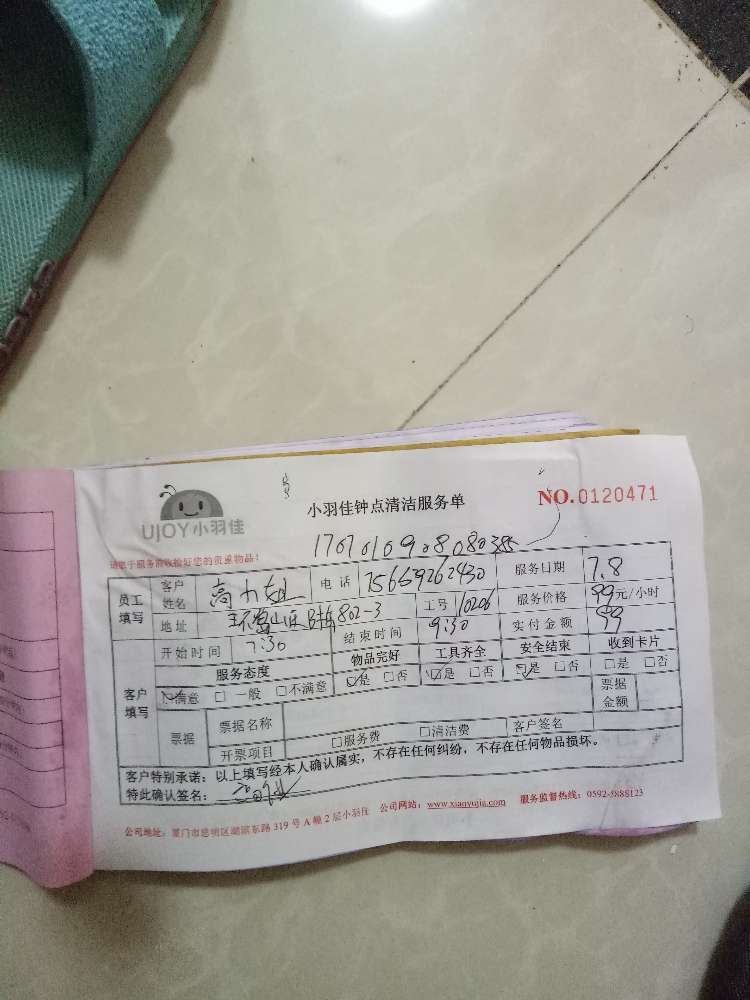 UJOY小羽佳
小羽佳钟点清洁服务单
NO.0120471
请您于服务前收捡好您的贵重物品!
员工填写
客户姓名 高大姐 电话 15669262430 服务日期 7.8
地址 802-3 工号 10206 服务价格 99元/小时
开始时间 7:30 结束时间 9:30 实付金额 99
客户填写
服务态度 物品完好 工具齐全 安全结束 收到卡片
☑满意 □一般 □不满意 ☑是 □否 ☑是 □否 ☑是 □否 □是 □否
票据 票据名称 票据金额
开票项目 □服务费 □清洁费 客户签名
客户特别承诺:以上填写经本人确认属实,不存在任何纠纷,不存在任何物品损坏。
特此确认签名:
公司地址:厦门市思明区湖滨东路319号A幢2层小羽佳 公司网站:www.xiaoyujia.com 服务监督热线:0592-5888123